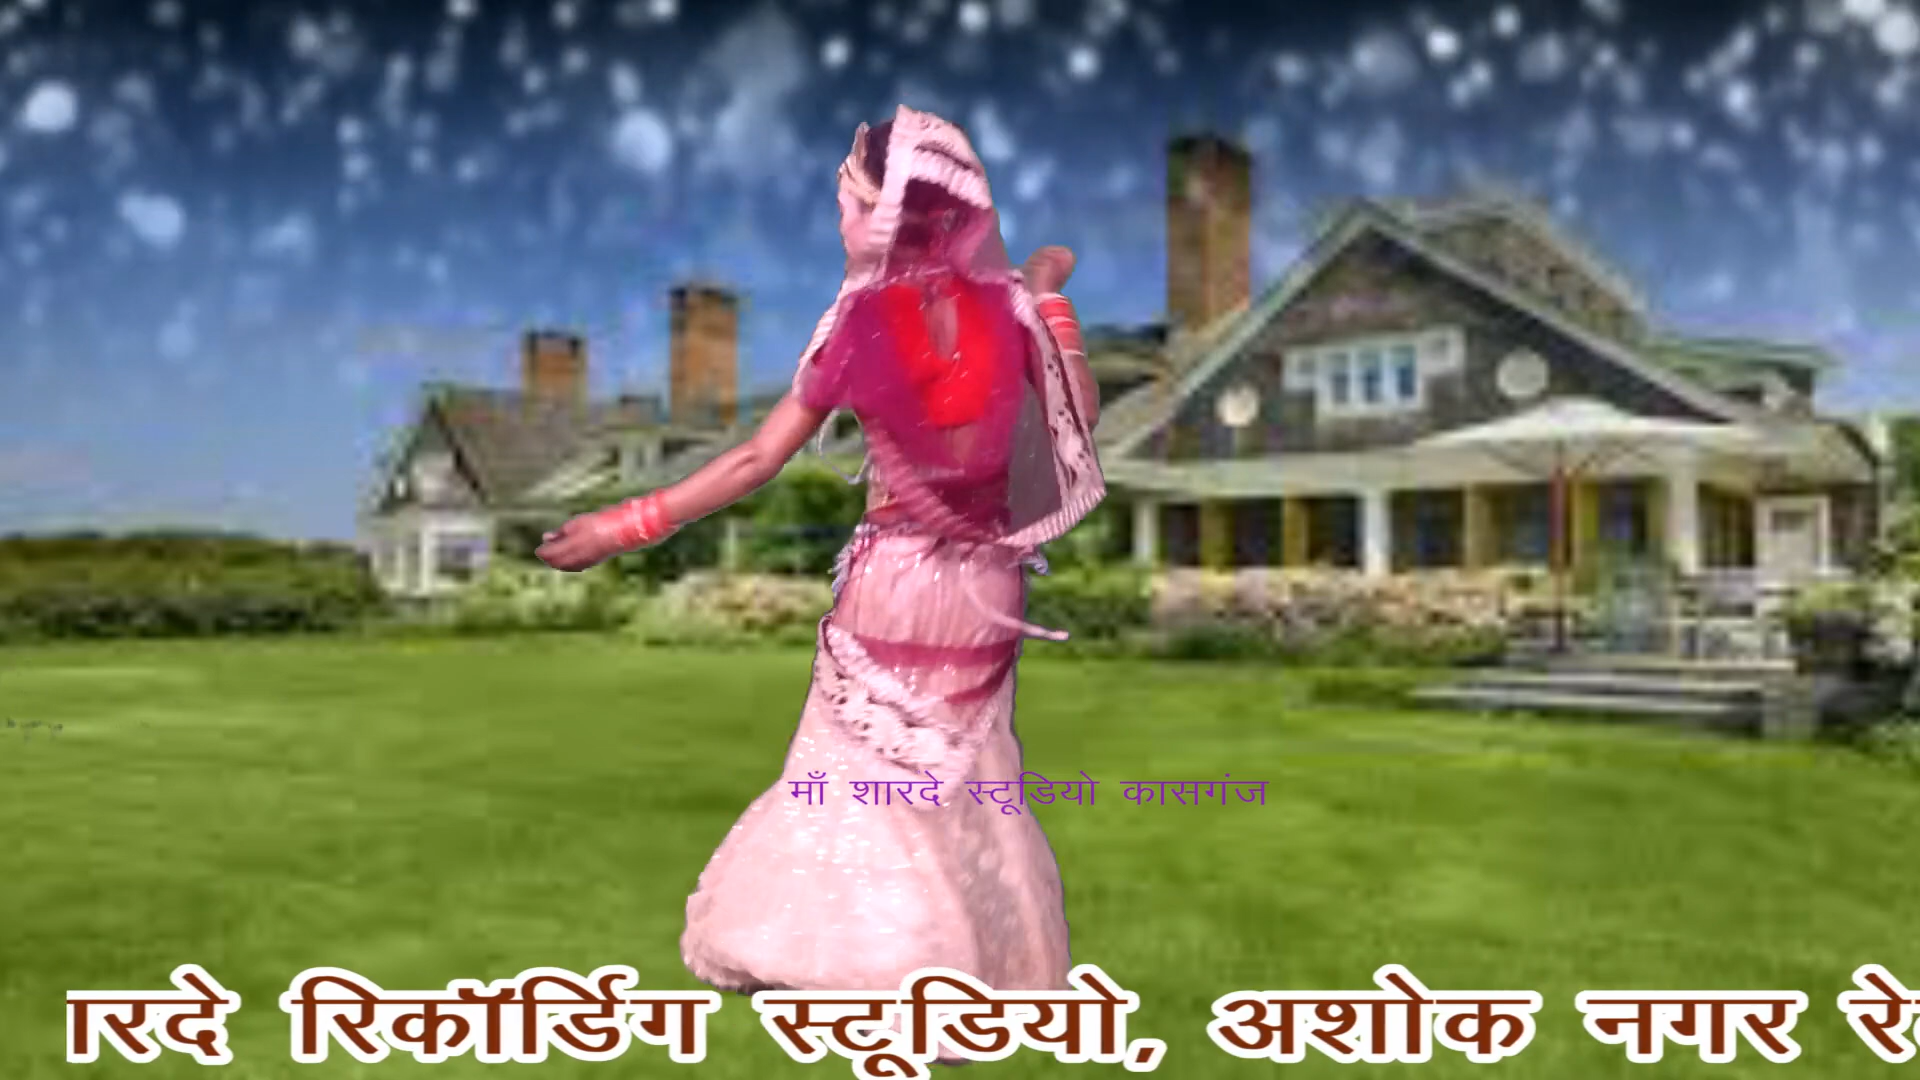 माँ शारदे स्टूडियो कासगंज
ारदे रिकॉर्डिग स्टूडियो, अशोक नगर